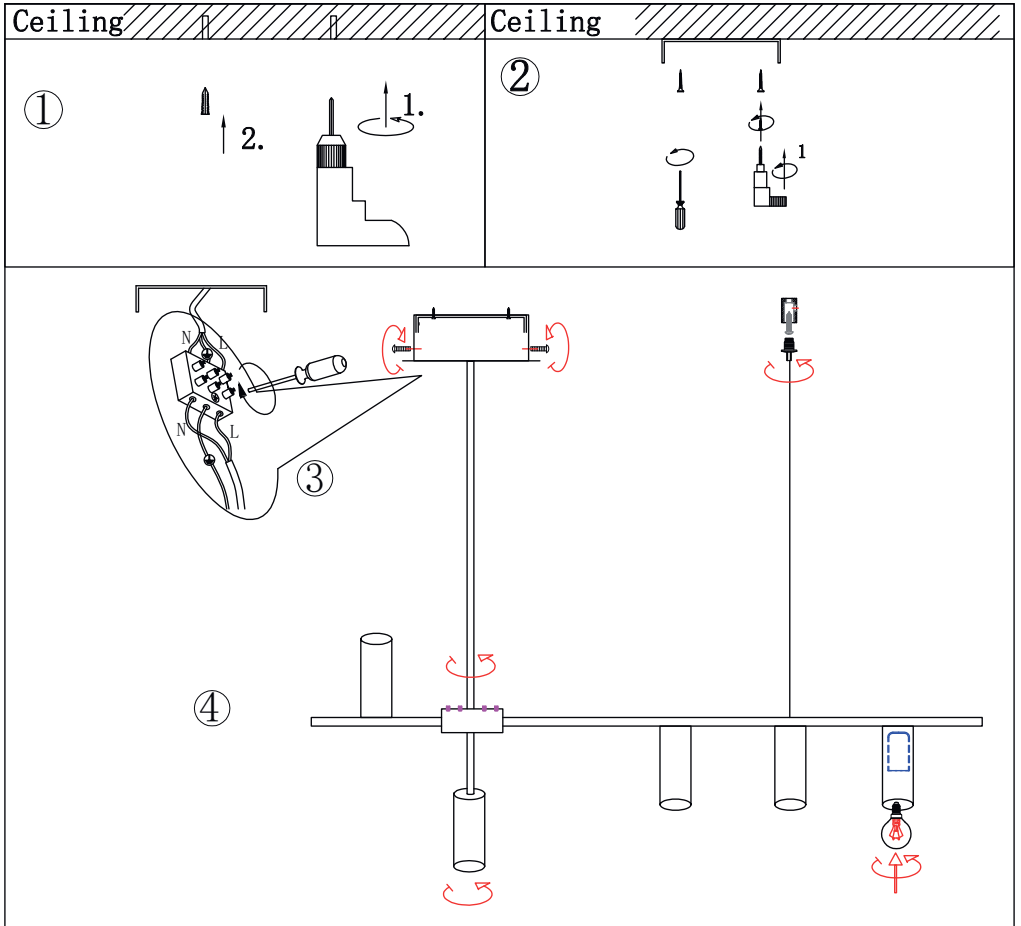 Ceiling
① 2. 1.
Ceiling
② 1
N L
N L
③
④